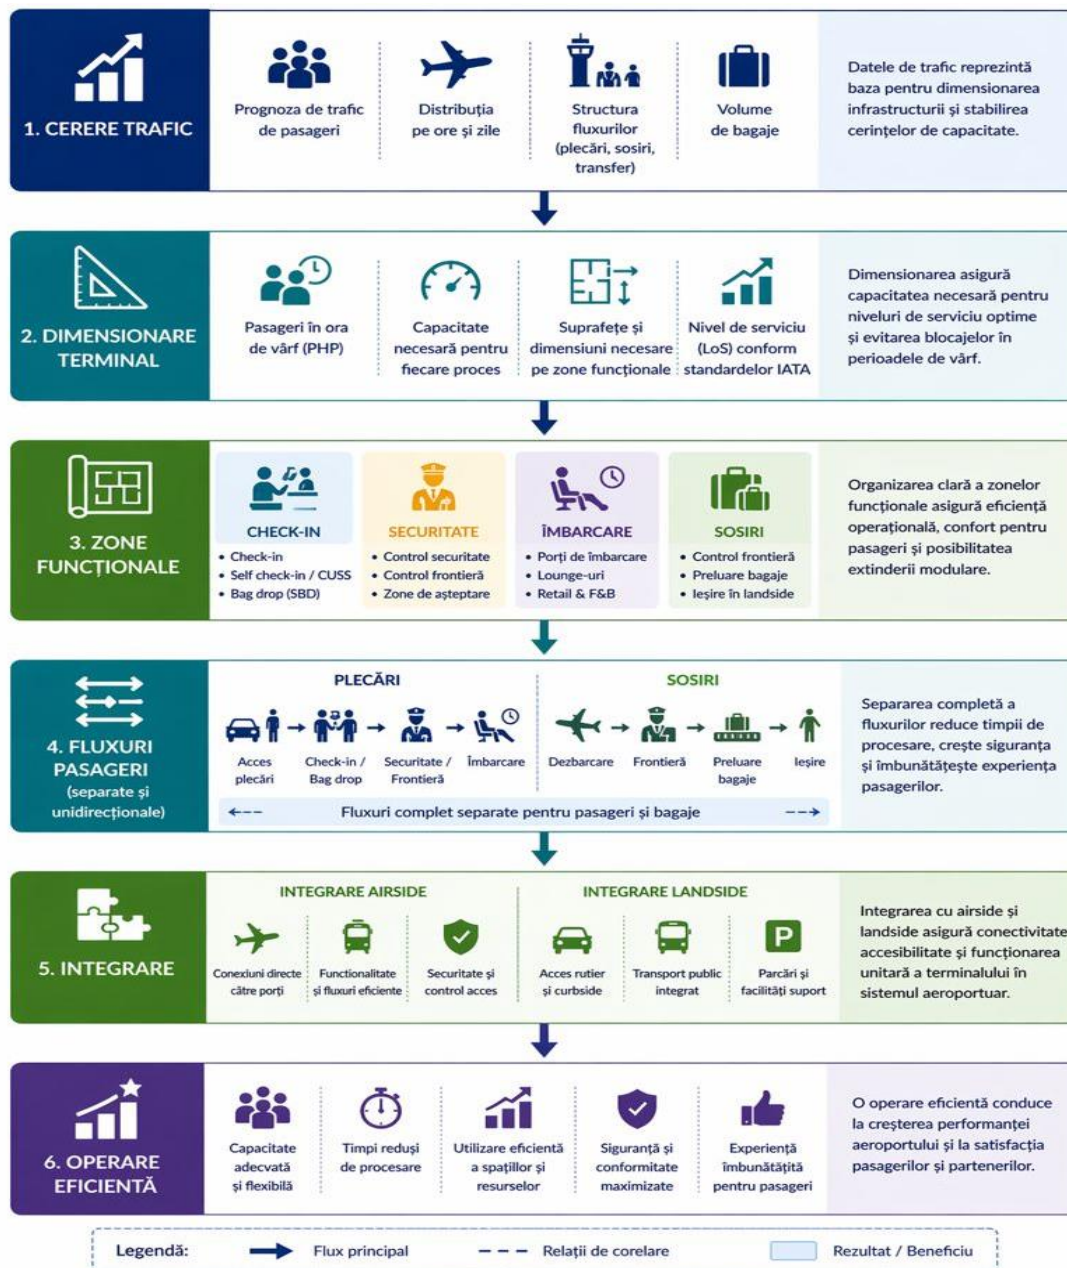 1. CERERE TRAFIC
Prognoza de trafic
de pasageri
Distribuția
pe ore și zile
Structura
fluxurilor
(plecări, sosiri,
transfer)
Volume
de bagaje
Datele de trafic reprezintă
baza pentru dimensionarea
infrastructurii și stabilirea
cerințelor de capacitate.
2. DIMENSIONARE
TERMINAL
Pasageri în ora
de vârf (PHP)
Capacitate
necesară pentru
fiecare proces
Suprafețe și
dimensiuni necesare
pe zone funcționale
Nivel de serviciu
(LoS) conform
standardelor IATA
Dimensionarea asigură
capacitatea necesară pentru
niveluri de serviciu optime
și evitarea blocajelor în
perioadele de vârf.
3. ZONE
FUNCȚIONALE
CHECK-IN
• Check-in
• Self check-in / CUSS
• Bag drop (SBD)
SECURITATE
• Control securitate
• Control frontieră
• Zone de așteptare
ÎMBARCARE
• Porți de îmbarcare
• Lounge-uri
• Retail & F&B
SOSIRI
• Control frontieră
• Preluare bagaje
• Ieșire în landside
Organizarea clară a zonelor
funcționale asigură eficiență
operațională, confort pentru
pasageri și posibilitatea
extinderii modulare.
4. FLUXURI
PASAGERI
(separate și
unidirecționale)
PLECĂRI
Acces
plecări
Check-in /
Bag drop
Securitate /
Frontieră
Îmbarcare
SOSIRI
Dezbarcare
Frontieră
Preluare
bagaje
Ieșire
Fluxuri complet separate pentru pasageri și bagaje
Separarea completă a
fluxurilor reduce timpii de
procesare, crește siguranța
și îmbunătățește experiența
pasagerilor.
5. INTEGRARE
INTEGRARE AIRSIDE
Conexiuni directe
către porți
Functionalitate
și fluxuri eficiente
Securitate și
control acces
INTEGRARE LANDSIDE
Acces rutier
și curbside
Transport public
integrat
P
Parcări și
facilități suport
Integrarea cu airside și
landside asigură conectivitate
accesibilitate și funcționarea
unitară a terminalului în
sistemul aeroportuar.
6. OPERARE
EFICIENTĂ
Capacitate
adecvată
și flexibilă
Timpi reduși
de procesare
Utilizare eficientă
a spațiilor și
resurselor
Siguranță și
conformitate
maximizate
Experiență
îmbunătățită
pentru pasageri
O operare eficientă conduce
la creșterea performanței
aeroportului și la satisfacția
pasagerilor și partenerilor.
Legendă:
Flux principal
Relații de corelare
Rezultat / Beneficiu